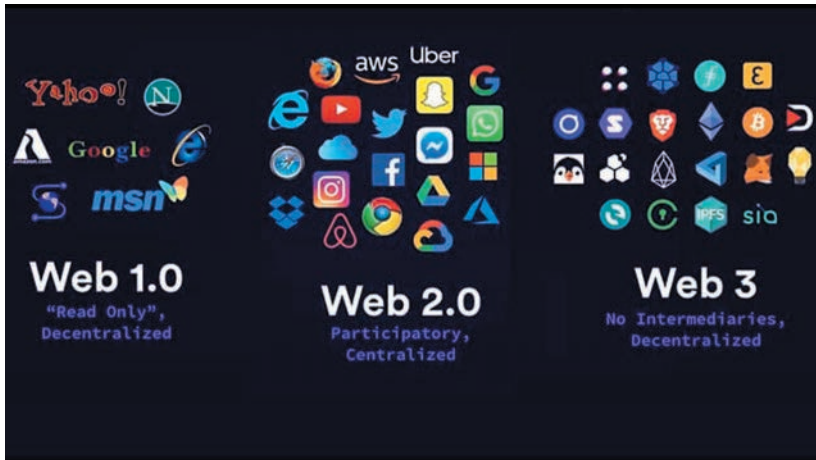 Yahoo!
N
amazon.com
Google
msn
Web 1.0
"Read Only",
Decentralized
aws
Uber
Web 2.0
Participatory,
Centralized
IPFS
sia
Web 3
No Intermediaries,
Decentralized